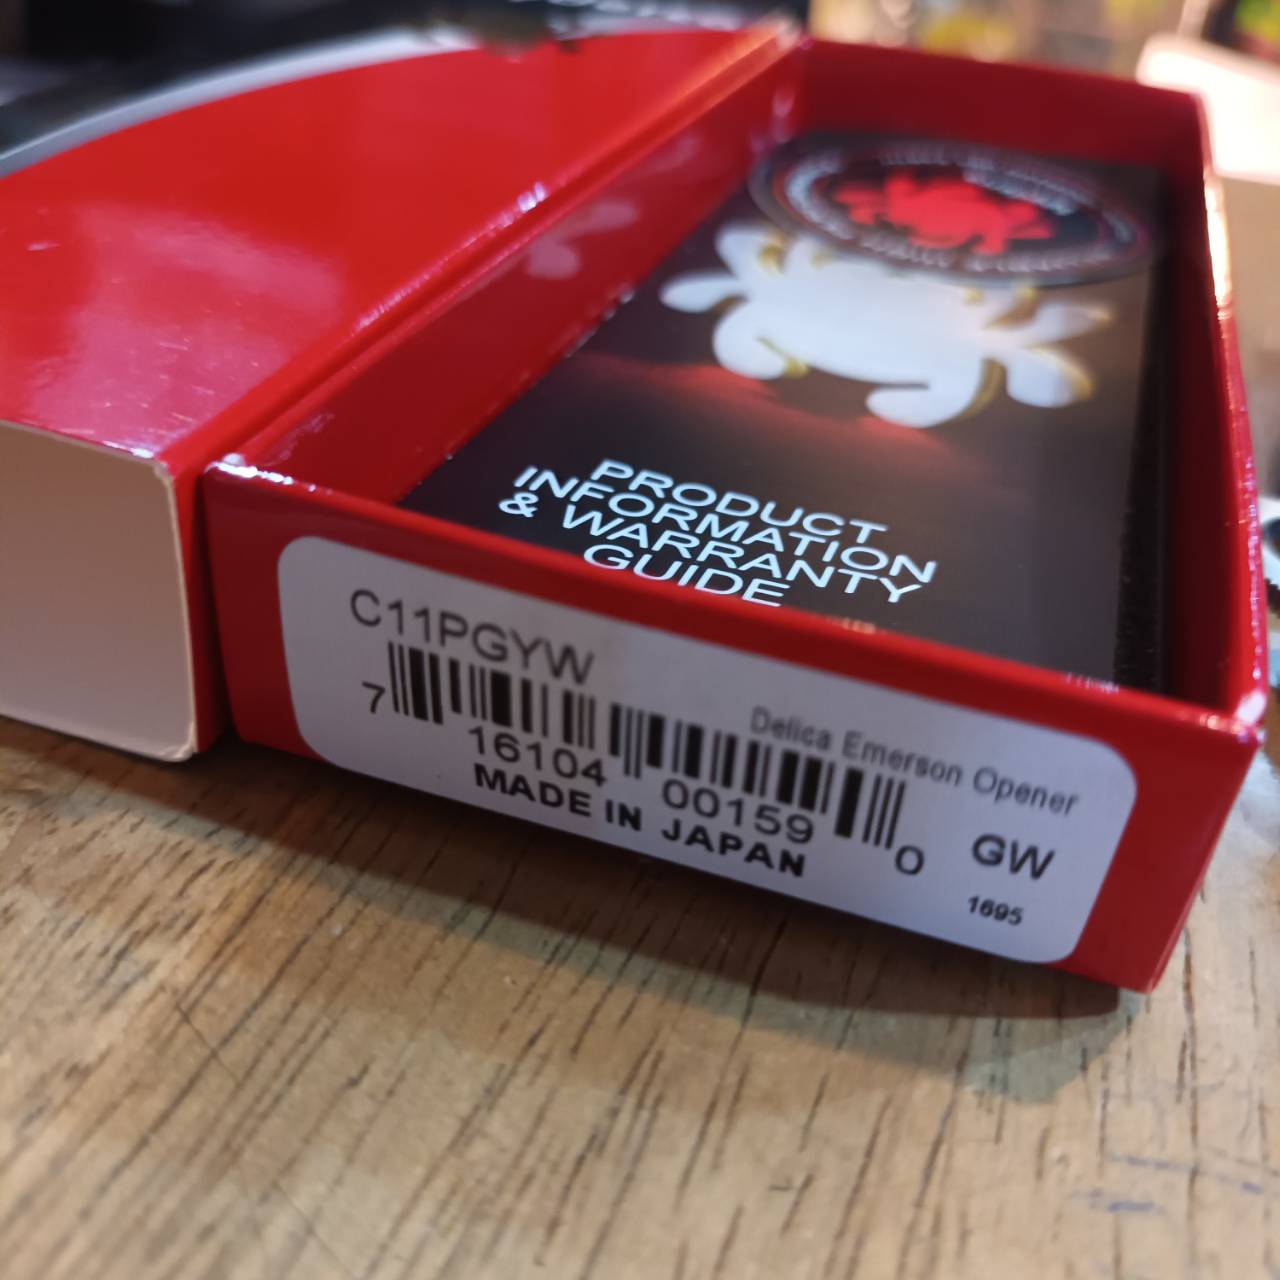 PRODUCT
INFORMATION
& WARRANTY
GUIDE
C11PGYW
Delica Emerson Opener
7 16104 00159 0
MADE IN JAPAN
GW
1695